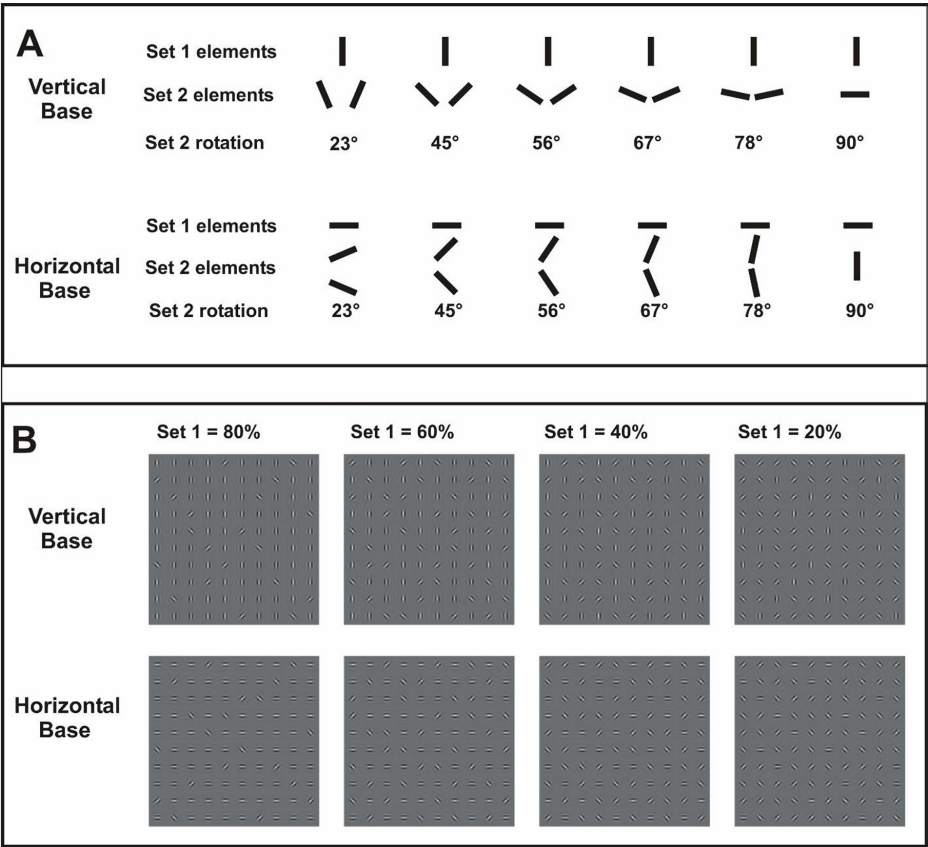 A
Vertical
Base
Set 1 elements
Set 2 elements
Set 2 rotation
23° 45° 56° 67° 78° 90°
Horizontal
Base
Set 1 elements
Set 2 elements
Set 2 rotation
23° 45° 56° 67° 78° 90°
B
Set 1 = 80% Set 1 = 60% Set 1 = 40% Set 1 = 20%
Vertical
Base
Horizontal
Base